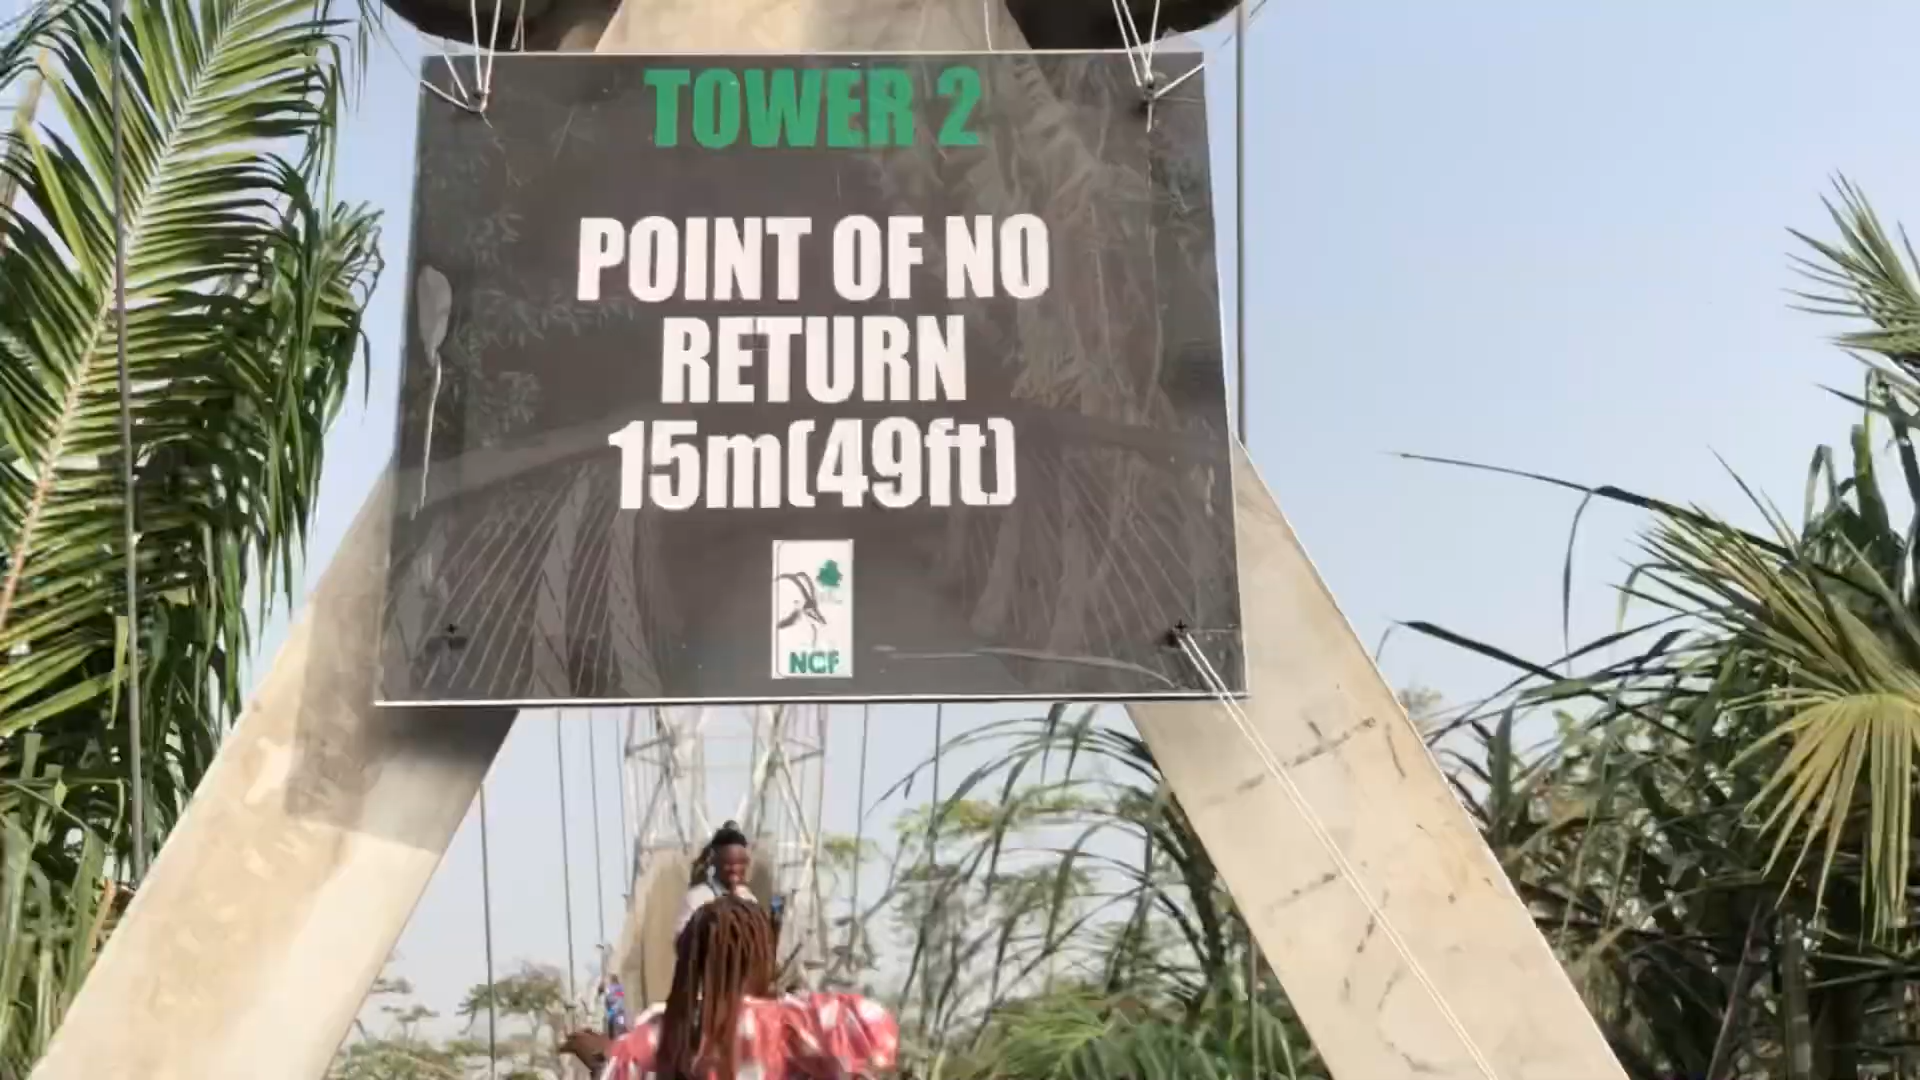 TOWER 2
POINT OF NO
RETURN
15m(49ft)
NCF